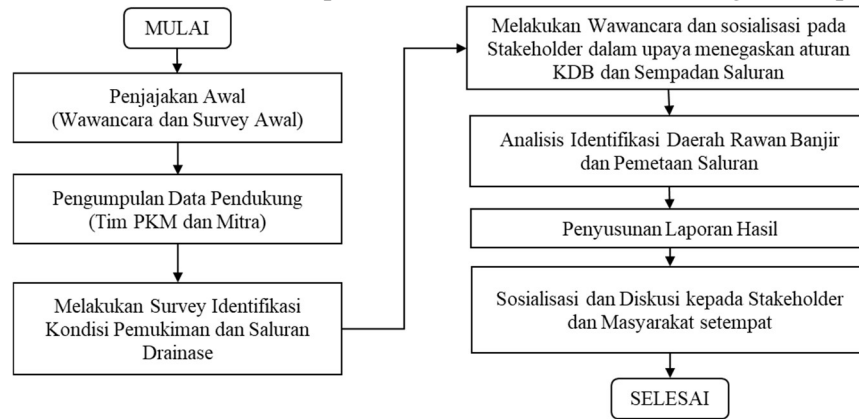 MULAI
Penjajakan Awal
(Wawancara dan Survey Awal)
Pengumpulan Data Pendukung
(Tim PKM dan Mitra)
Melakukan Survey Identifikasi
Kondisi Pemukiman dan Saluran
Drainase
Melakukan Wawancara dan sosialisasi pada
Stakeholder dalam upaya menegaskan aturan
KDB dan Sempadan Saluran
Analisis Identifikasi Daerah Rawan Banjir
dan Pemetaan Saluran
Penyusunan Laporan Hasil
Sosialisasi dan Diskusi kepada Stakeholder
dan Masyarakat setempat
SELESAI